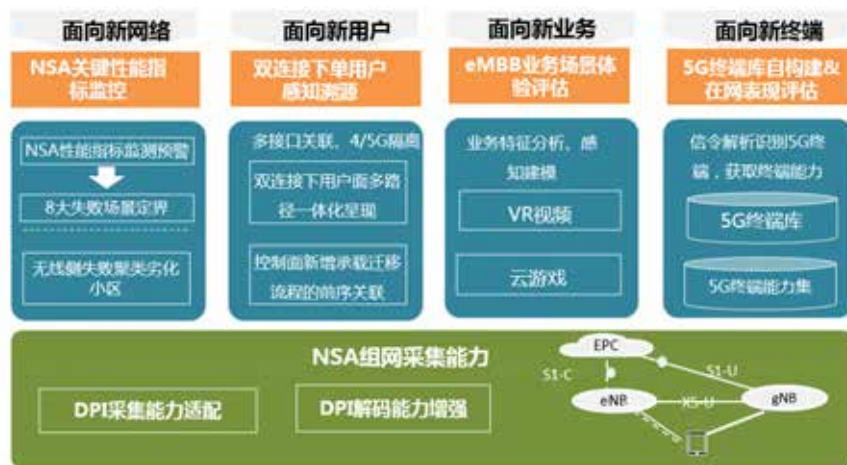 面向新网络
面向新用户
面向新业务
面向新终端
NSA关键性能指
标监控
双连接下单用户
感知溯源
eMBB业务场景体
验评估
5G终端库自构建&
在网表现评估
NSA性能指标监测预警
8大失败场景定界
无线侧失败聚类劣化
小区
多接口关联、4/5G隔离
双连接下用户面多路
径一体化呈现
控制面新增承载迁移
流程的前序关联
业务特征分析、感
知建模
VR视频
云游戏
信令解析识别5G终
端，获取终端能力
5G终端库
5G终端能力集
NSA组网采集能力
DPI采集能力适配
DPI解码能力增强
EPC
S1-C
S1-U
eNB
X5-U
gNB